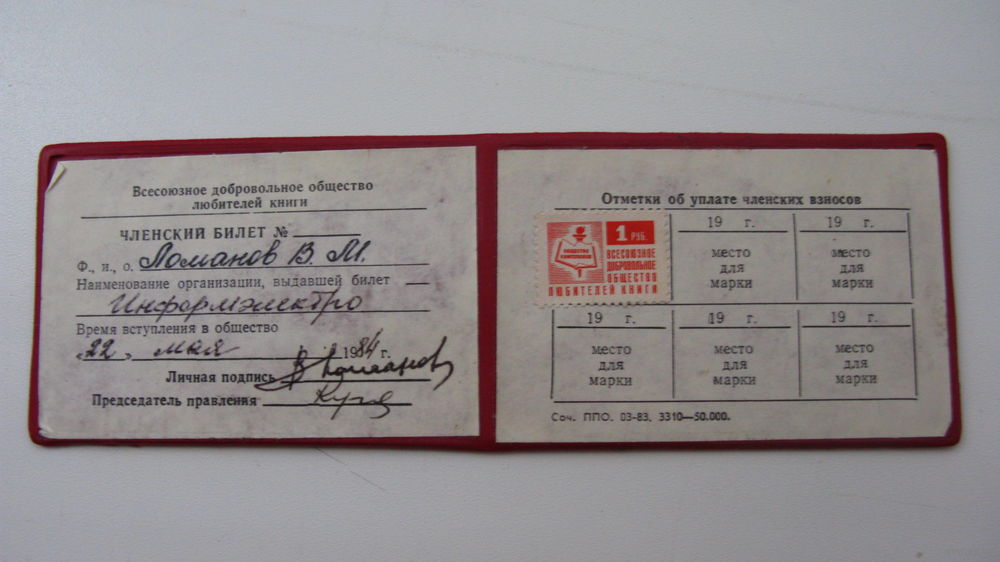 Всесоюзное добровольное общество
любителей книги
ЧЛЕНСКИЙ БИЛЕТ №
Ф., и., о. Ломанов В. М.
Наименование организации, выдавшей билет
Информэлектро
Время вступления в общество
„22„ мая 1984 г.
Личная подпись
Председатель правления
Отметки об уплате членских взносов
1 РУБ.
ВСЕСОЮЗНОЕ
ДОБРОВОЛЬНОЕ
ОБЩЕСТВО
ЛЮБИТЕЛЕЙ КНИГИ
19 г. 19 г.
место место
для для
марки марки
19 г. 19 г. 19 г.
место место место
для для для
марки марки марки
Соч. ППО. 03-83. 3310—50.000.